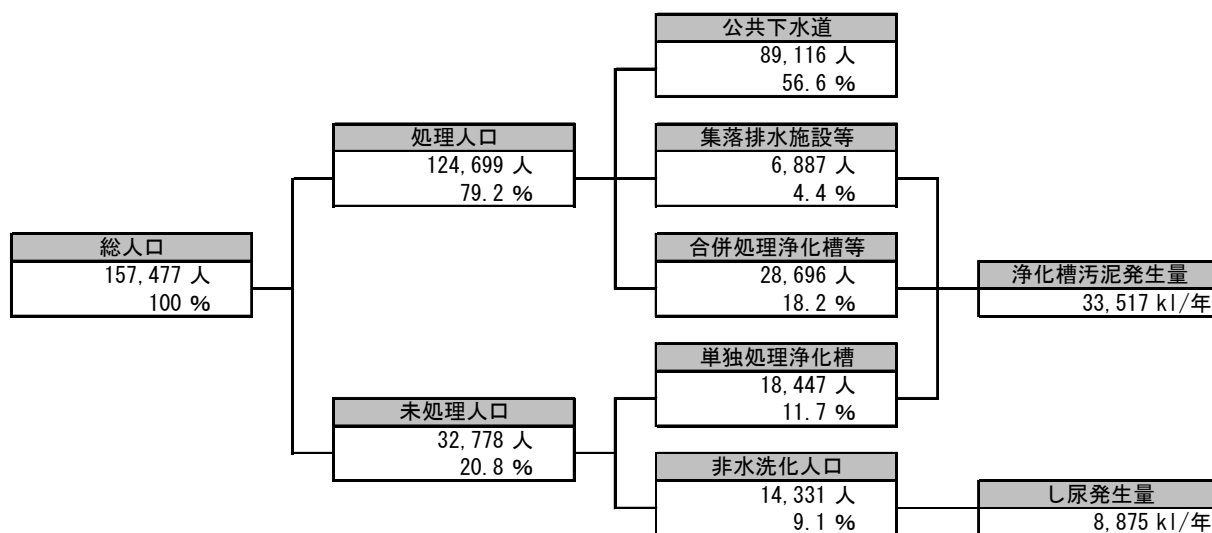 公共下水道
89,116 人
56.6 %
処理人口
124,699 人
79.2 %
集落排水施設等
6,887 人
4.4 %
総人口
157,477 人
100 %
合併処理浄化槽等
28,696 人
18.2 %
浄化槽汚泥発生量
33,517 kl/年
単独処理浄化槽
18,447 人
11.7 %
未処理人口
32,778 人
20.8 %
非水洗化人口
14,331 人
9.1 %
し尿発生量
8,875 kl/年